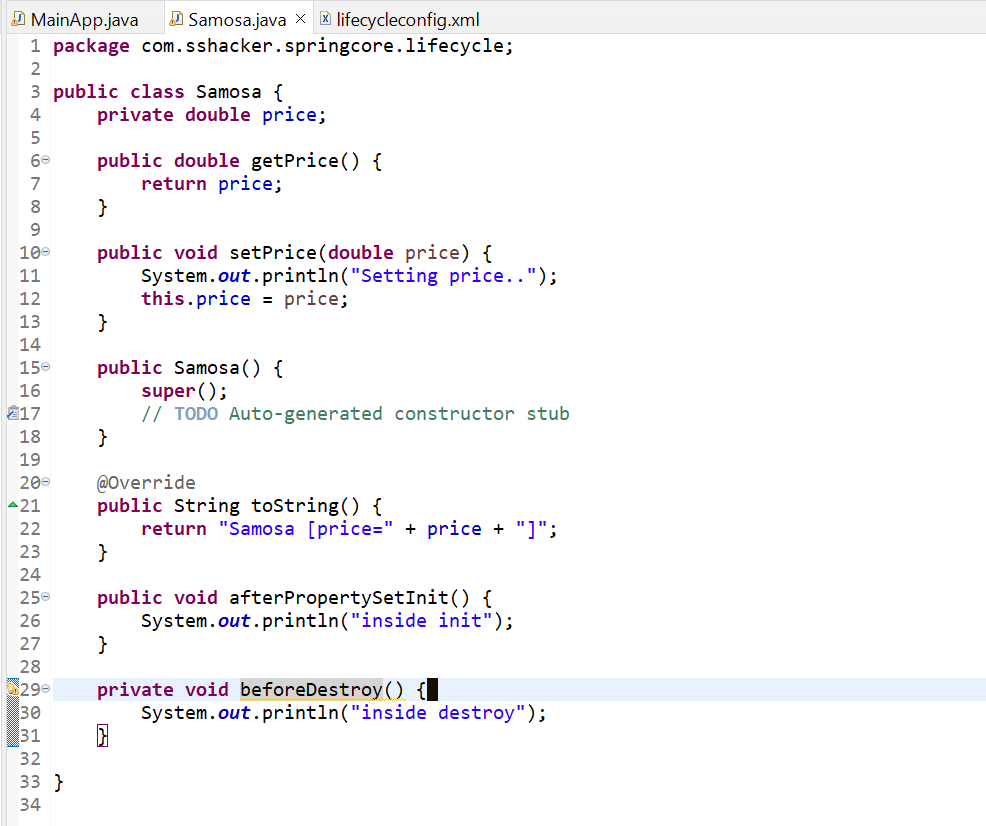 MainApp.java Samosa.java lifecycleconfig.xml
1 package com.sshacker.springcore.lifecycle;
2
3 public class Samosa {
4 private double price;
5
6 public double getPrice() {
7 return price;
8 }
9
10 public void setPrice(double price) {
11 System.out.println("Setting price..");
12 this.price = price;
13 }
14
15 public Samosa() {
16 super();
17 // TODO Auto-generated constructor stub
18 }
19
20 @Override
21 public String toString() {
22 return "Samosa [price=" + price + "]";
23 }
24
25 public void afterPropertySetInit() {
26 System.out.println("inside init");
27 }
28
29 private void beforeDestroy() {
30 System.out.println("inside destroy");
31 }
32
33 }
34